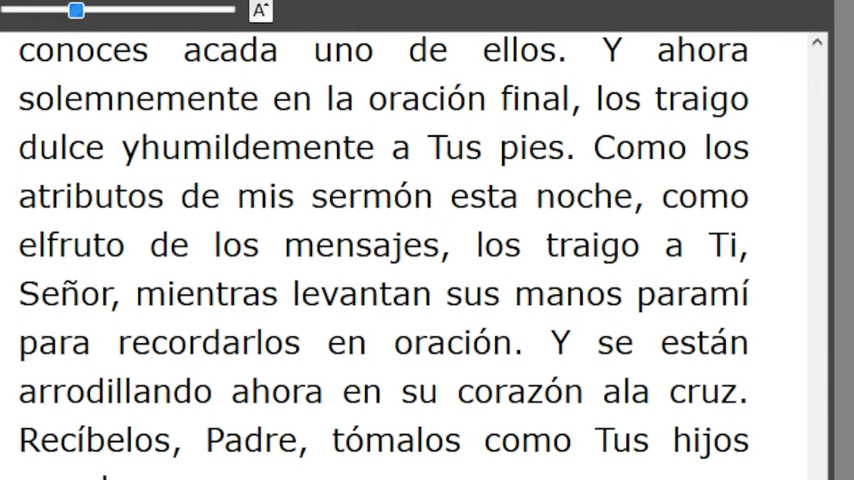 A
conoces acada uno de ellos. Y ahora
solemnemente en la oración final, los traigo
dulce yhumildemente a Tus pies. Como los
atributos de mis sermón esta noche, como
elfruto de los mensajes, los traigo a Ti,
Señor, mientras levantan sus manos paramí
para recordarlos en oración. Y se están
arrodillando ahora en su corazón ala cruz.
Recíbelos, Padre, tómalos como Tus hijos